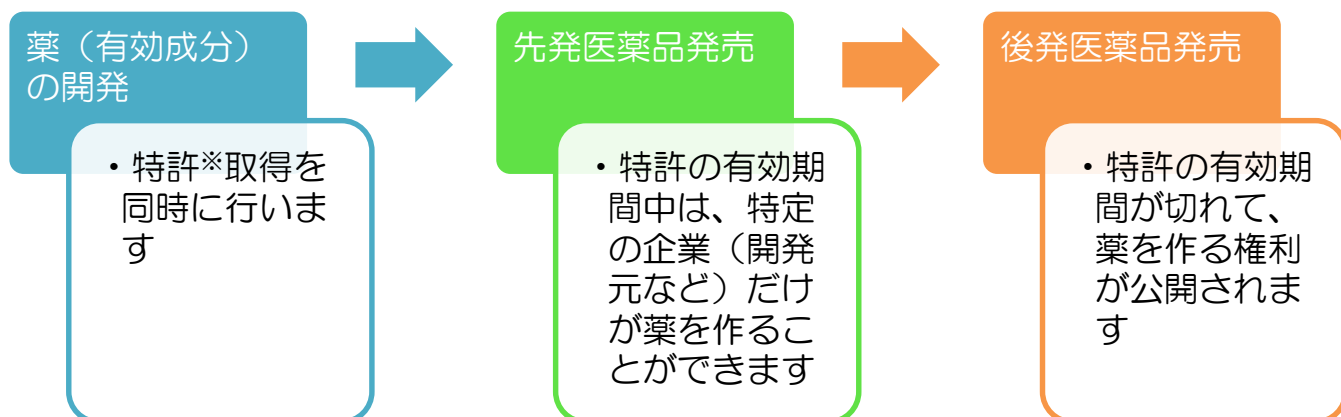 薬（有効成分）
の開発
・特許※取得を
同時に行いま
す
先発医薬品発売
・特許の有効期
間中は、特定
の企業（開発
元など）だけ
が薬を作るこ
とができます
後発医薬品発売
・特許の有効期
間が切れて、
薬を作る権利
が公開されま
す